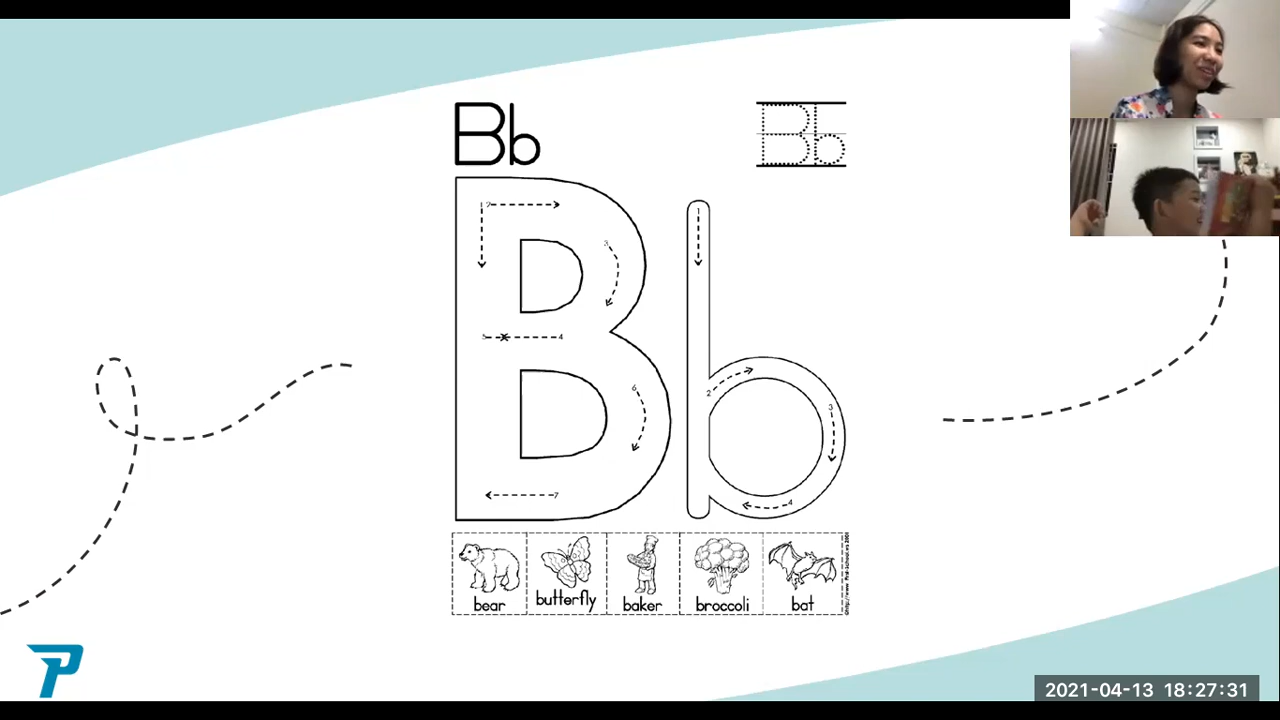 Bb
Bb
Bb
bear
butterfly
baker
broccoli
bat
2021-04-13 18:27:31